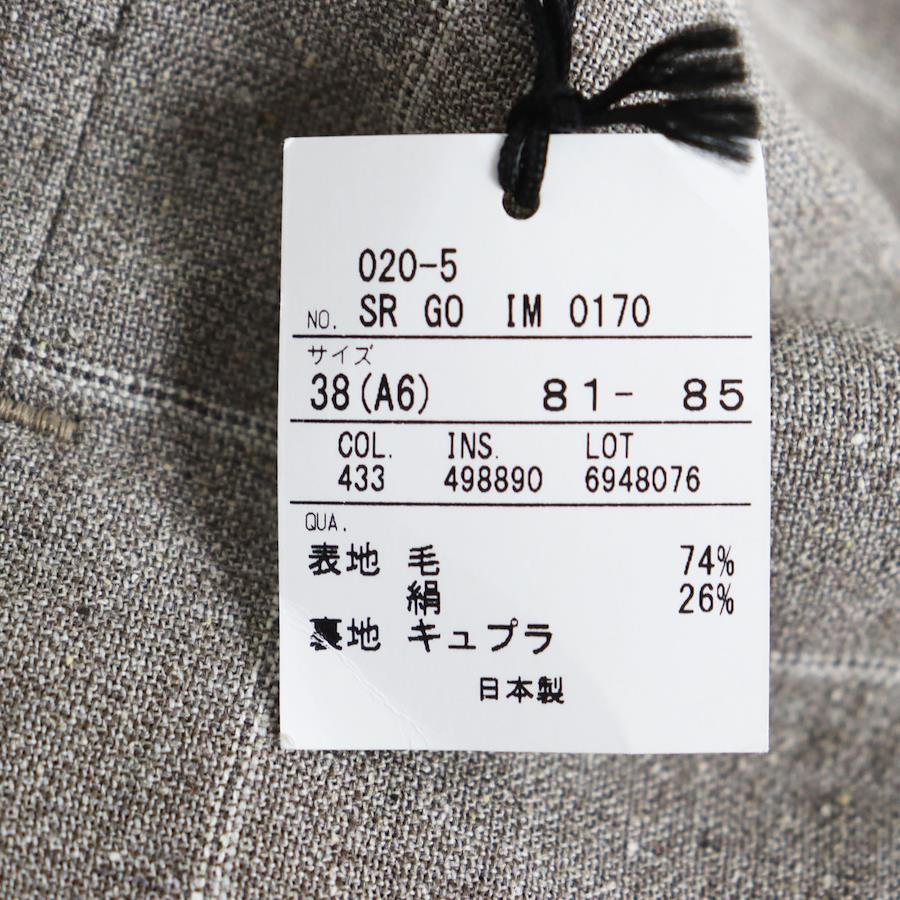 020-5
NO. SR GO IM 0170
サイズ
38(A6) 81- 85
COL. INS. LOT
433 498890 6948076
QUA.
表地 毛 74%
絹 26%
裏地 キュプラ
日本製